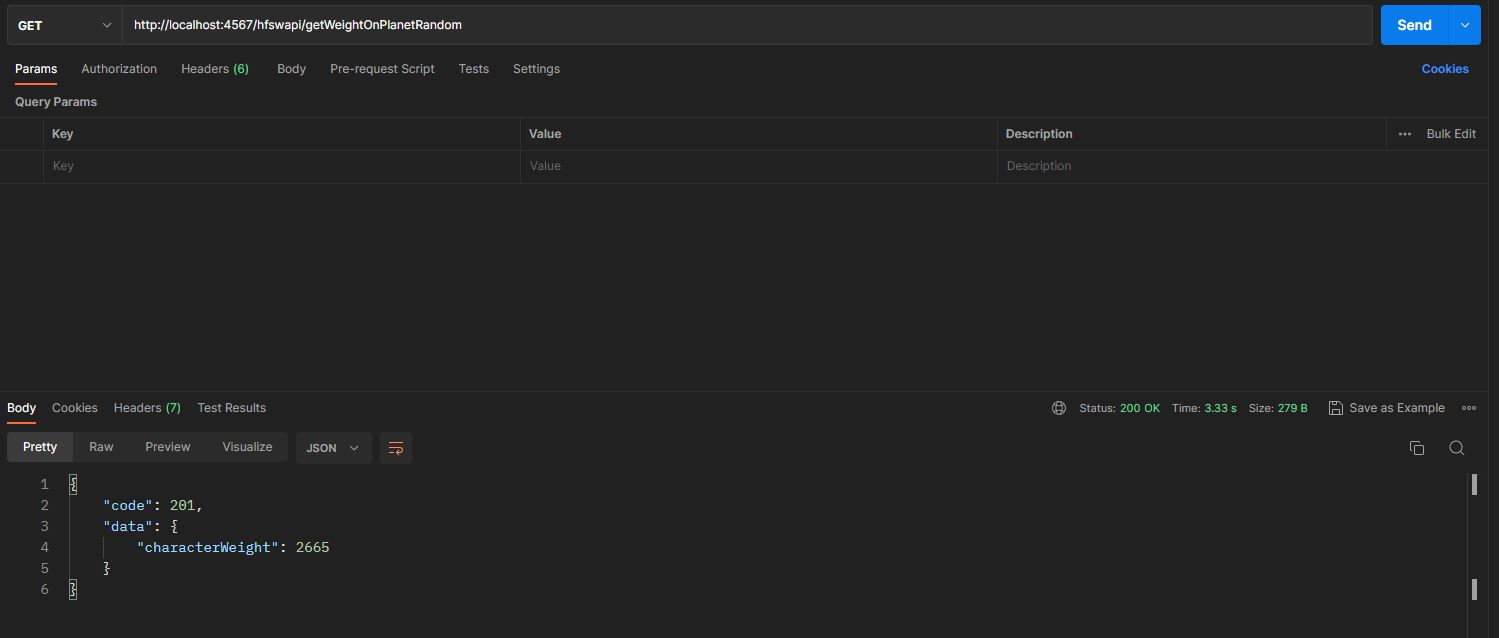 GET http://localhost:4567/hfswapi/getWeightOnPlanetRandom Send
Params Authorization Headers (6) Body Pre-request Script Tests Settings Cookies
Query Params
Key Value Description ••• Bulk Edit
Key Value Description
Body Cookies Headers (7) Test Results Status: 200 OK Time: 3.33 s Size: 279 B Save as Example
Pretty Raw Preview Visualize JSON
1 {
2 "code": 201,
3 "data": {
4 "characterWeight": 2665
5 }
6 }